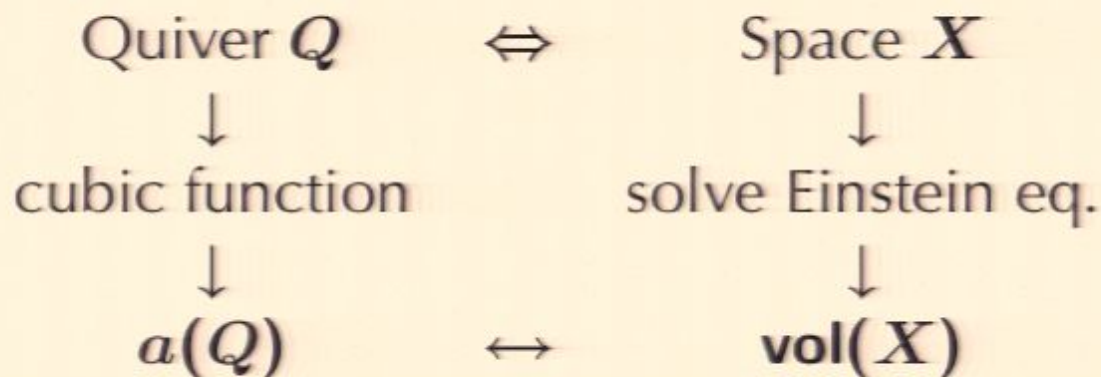 Quiver Q ⇔ Space X
↓ ↓
cubic function solve Einstein eq.
↓ ↓
a(Q) ↔ vol(X)